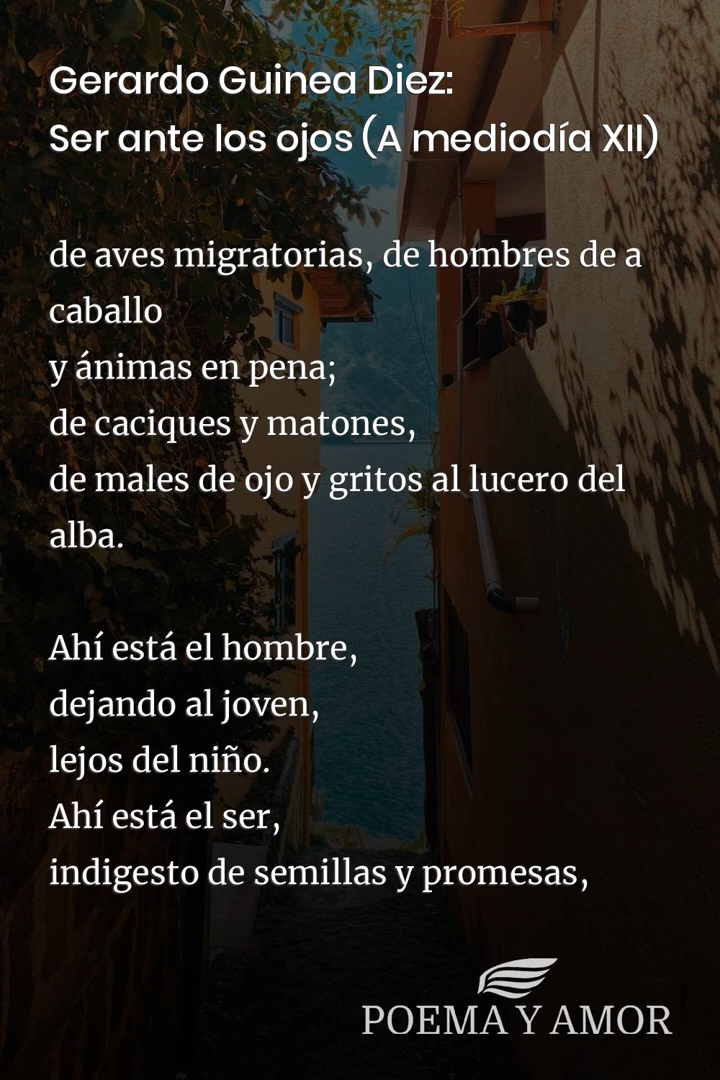 Gerardo Guinea Diez:
Ser ante los ojos (A mediodía XII)
de aves migratorias, de hombres de a
caballo
y ánimas en pena;
de caciques y matones,
de males de ojo y gritos al lucero del
alba.
Ahí está el hombre,
dejando al joven,
lejos del niño.
Ahí está el ser,
indigesto de semillas y promesas,
POEMA Y AMOR